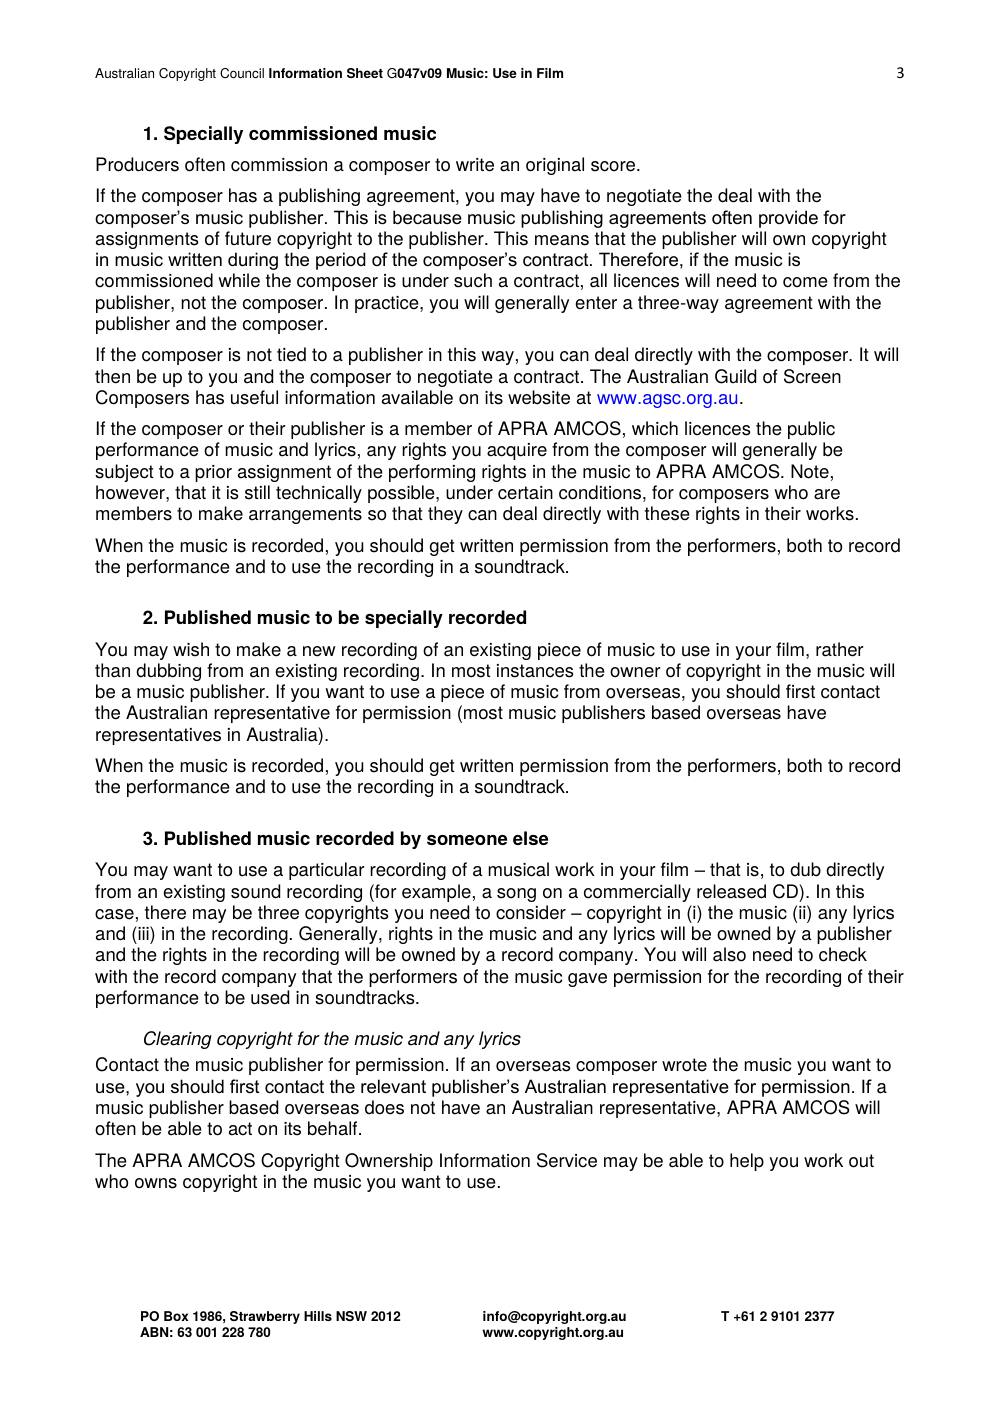 Australian Copyright Council Information Sheet G047v09 Music: Use in Film 3
1. Specially commissioned music
Producers often commission a composer to write an original score.
If the composer has a publishing agreement, you may have to negotiate the deal with the
composer’s music publisher. This is because music publishing agreements often provide for
assignments of future copyright to the publisher. This means that the publisher will own copyright
in music written during the period of the composer’s contract. Therefore, if the music is
commissioned while the composer is under such a contract, all licences will need to come from the
publisher, not the composer. In practice, you will generally enter a three-way agreement with the
publisher and the composer.
If the composer is not tied to a publisher in this way, you can deal directly with the composer. It will
then be up to you and the composer to negotiate a contract. The Australian Guild of Screen
Composers has useful information available on its website at www.agsc.org.au.
If the composer or their publisher is a member of APRA AMCOS, which licences the public
performance of music and lyrics, any rights you acquire from the composer will generally be
subject to a prior assignment of the performing rights in the music to APRA AMCOS. Note,
however, that it is still technically possible, under certain conditions, for composers who are
members to make arrangements so that they can deal directly with these rights in their works.
When the music is recorded, you should get written permission from the performers, both to record
the performance and to use the recording in a soundtrack.
2. Published music to be specially recorded
You may wish to make a new recording of an existing piece of music to use in your film, rather
than dubbing from an existing recording. In most instances the owner of copyright in the music will
be a music publisher. If you want to use a piece of music from overseas, you should first contact
the Australian representative for permission (most music publishers based overseas have
representatives in Australia).
When the music is recorded, you should get written permission from the performers, both to record
the performance and to use the recording in a soundtrack.
3. Published music recorded by someone else
You may want to use a particular recording of a musical work in your film – that is, to dub directly
from an existing sound recording (for example, a song on a commercially released CD). In this
case, there may be three copyrights you need to consider – copyright in (i) the music (ii) any lyrics
and (iii) in the recording. Generally, rights in the music and any lyrics will be owned by a publisher
and the rights in the recording will be owned by a record company. You will also need to check
with the record company that the performers of the music gave permission for the recording of their
performance to be used in soundtracks.
Clearing copyright for the music and any lyrics
Contact the music publisher for permission. If an overseas composer wrote the music you want to
use, you should first contact the relevant publisher’s Australian representative for permission. If a
music publisher based overseas does not have an Australian representative, APRA AMCOS will
often be able to act on its behalf.
The APRA AMCOS Copyright Ownership Information Service may be able to help you work out
who owns copyright in the music you want to use.
PO Box 1986, Strawberry Hills NSW 2012 info@copyright.org.au T +61 2 9101 2377
ABN: 63 001 228 780 www.copyright.org.au